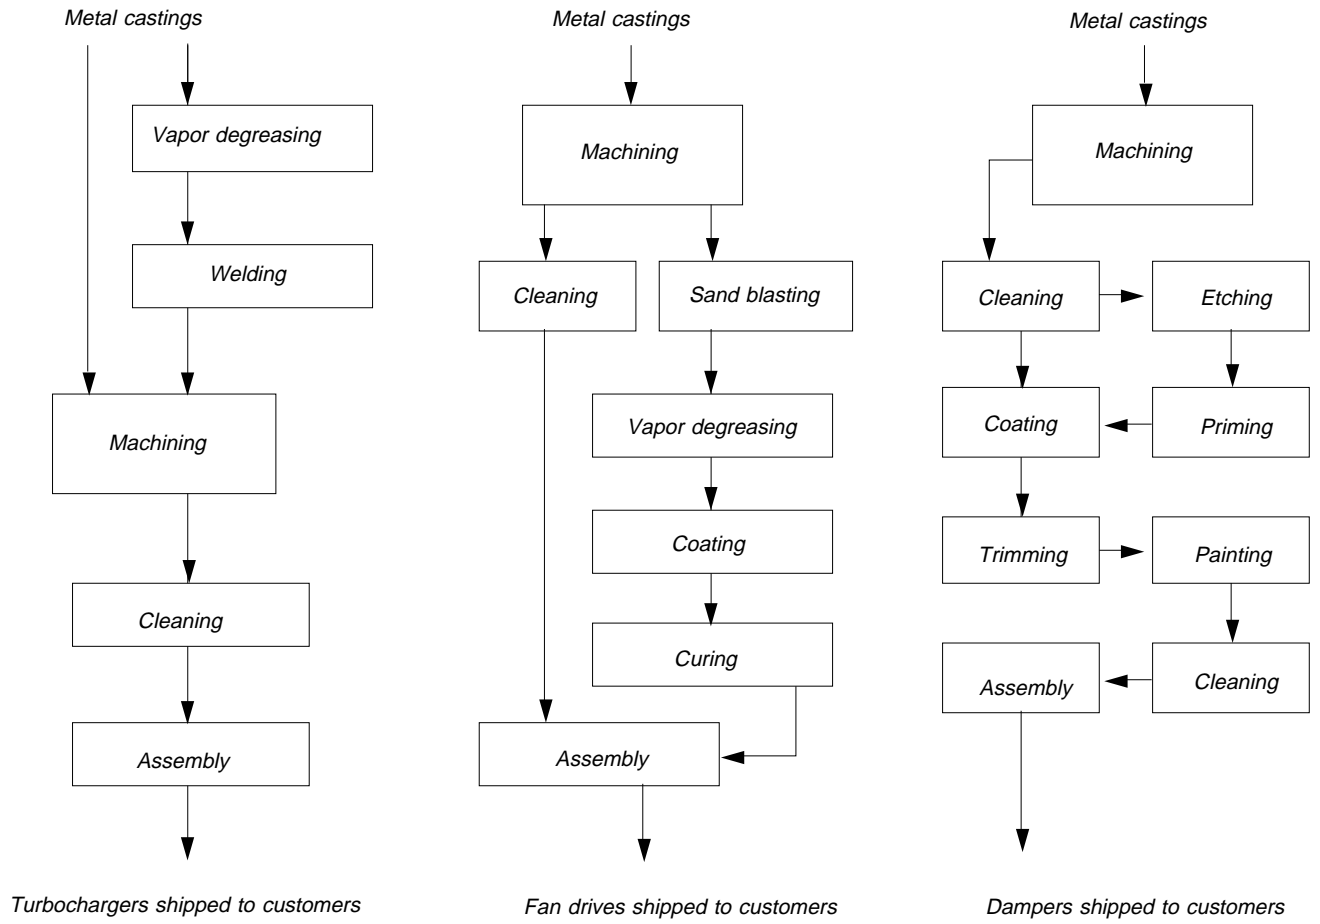 Metal castings
Vapor degreasing
Welding
Machining
Cleaning
Assembly
Turbochargers shipped to customers
Metal castings
Machining
Cleaning
Sand blasting
Vapor degreasing
Coating
Curing
Assembly
Fan drives shipped to customers
Metal castings
Machining
Cleaning
Etching
Coating
Priming
Trimming
Painting
Assembly
Cleaning
Dampers shipped to customers